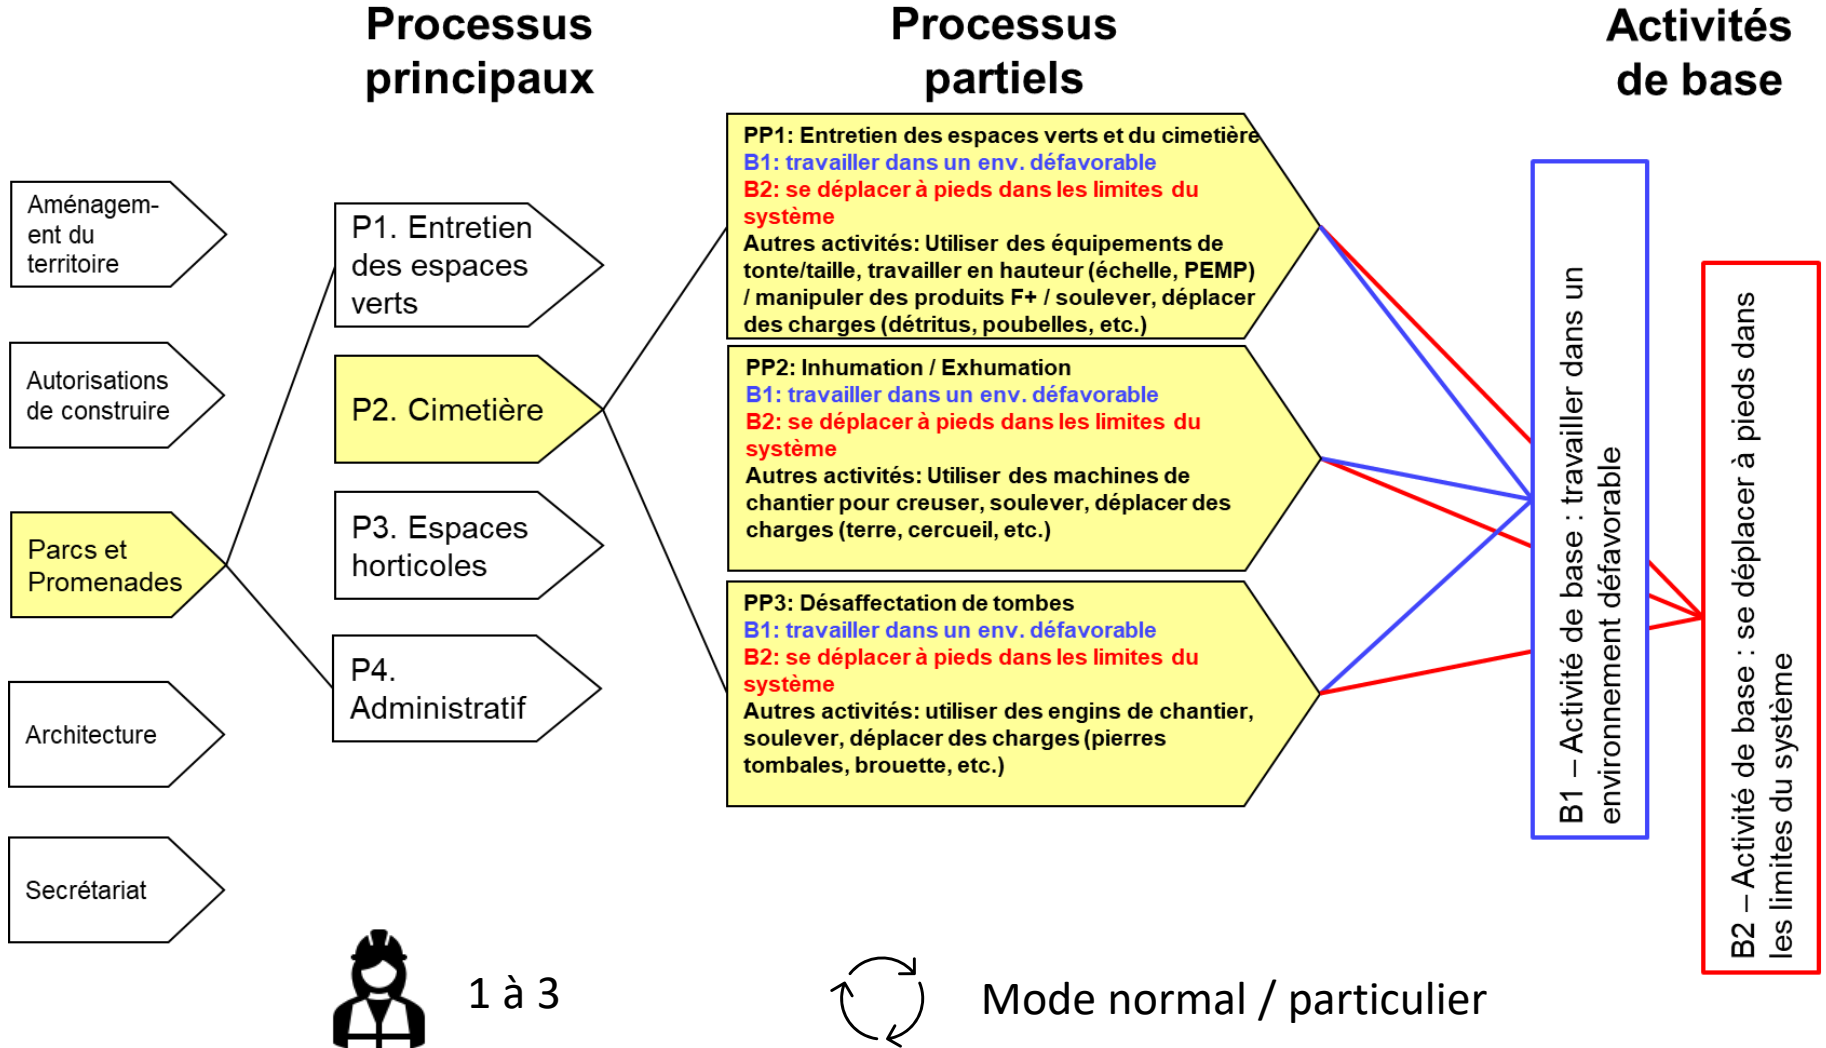 Processus
principaux
Processus
partiels
Activités
de base
Aménagem-
ent du
territoire
Autorisations
de construire
Parcs et
Promenades
Architecture
Secrétariat
P1. Entretien
des espaces
verts
P2. Cimetière
P3. Espaces
horticoles
P4.
Administratif
PP1: Entretien des espaces verts et du cimetière
B1: travailler dans un env. défavorable
B2: se déplacer à pieds dans les limites du
système
Autres activités: Utiliser des équipements de
tonte/taille, travailler en hauteur (échelle, PEMP)
/ manipuler des produits F+ / soulever, déplacer
des charges (détritus, poubelles, etc.)
PP2: Inhumation / Exhumation
B1: travailler dans un env. défavorable
B2: se déplacer à pieds dans les limites du
système
Autres activités: Utiliser des machines de
chantier pour creuser, soulever, déplacer des
charges (terre, cercueil, etc.)
PP3: Désaffectation de tombes
B1: travailler dans un env. défavorable
B2: se déplacer à pieds dans les limites du
système
Autres activités: utiliser des engins de chantier,
soulever, déplacer des charges (pierres
tombales, brouette, etc.)
B1 – Activité de base : travailler dans un
environnement défavorable
B2 – Activité de base : se déplacer à pieds dans
les limites du système
1 à 3
Mode normal / particulier